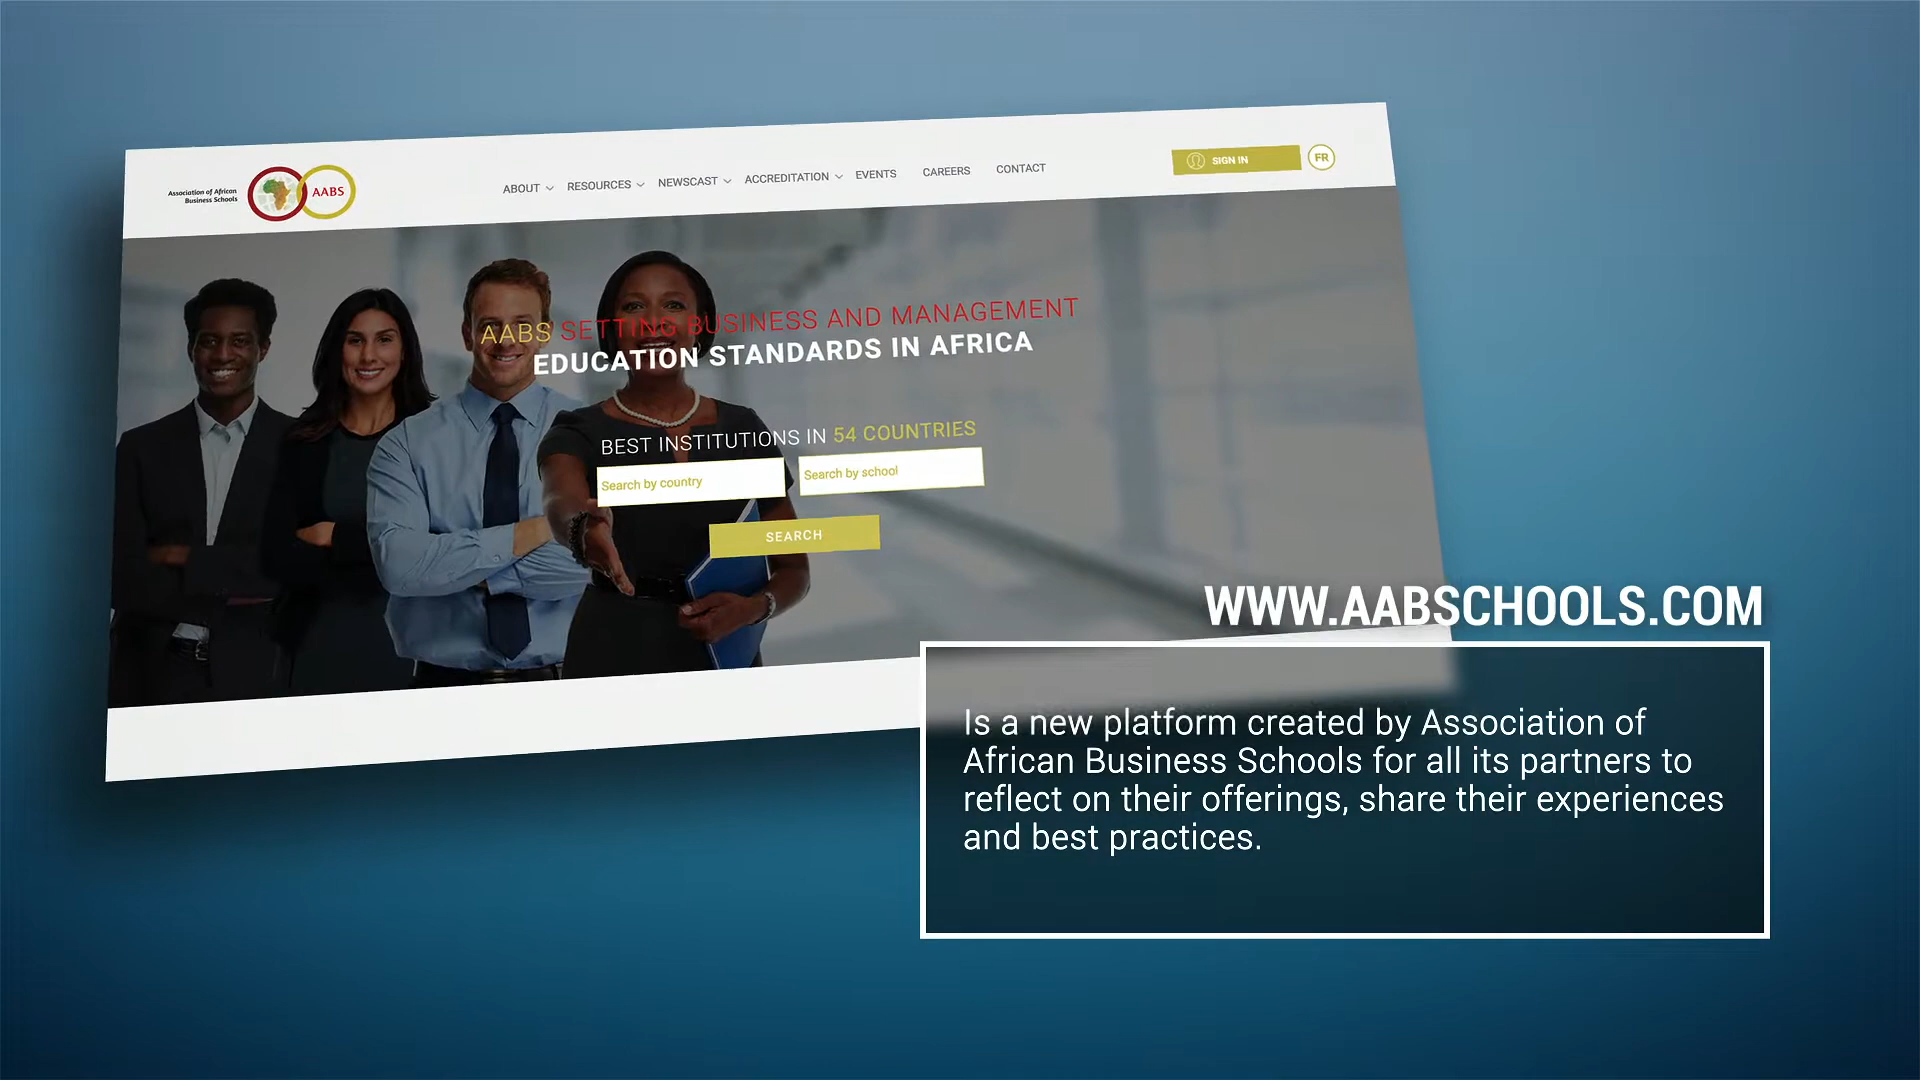 Association of African
Business Schools
AABS
ABOUT
RESOURCES
NEWSCAST
ACCREDITATION
EVENTS
CAREERS
CONTACT
SIGN IN
FR
AABS SETTING BUSINESS AND MANAGEMENT
EDUCATION STANDARDS IN AFRICA
BEST INSTITUTIONS IN 54 COUNTRIES
Search by country
Search by school
SEARCH
WWW.AABSCHOOLS.COM
Is a new platform created by Association of
African Business Schools for all its partners to
reflect on their offerings, share their experiences
and best practices.